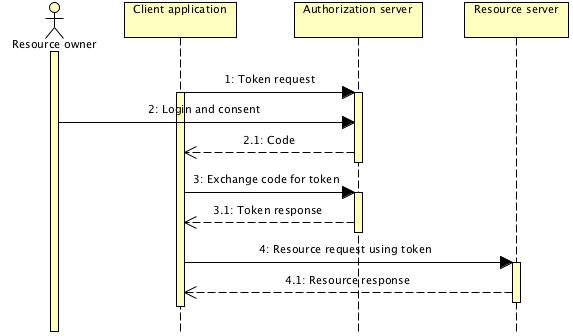 Client application
Authorization server
Resource server
Resource owner
1: Token request
2: Login and consent
2.1: Code
3: Exchange code for token
3.1: Token response
4: Resource request using token
4.1: Resource response